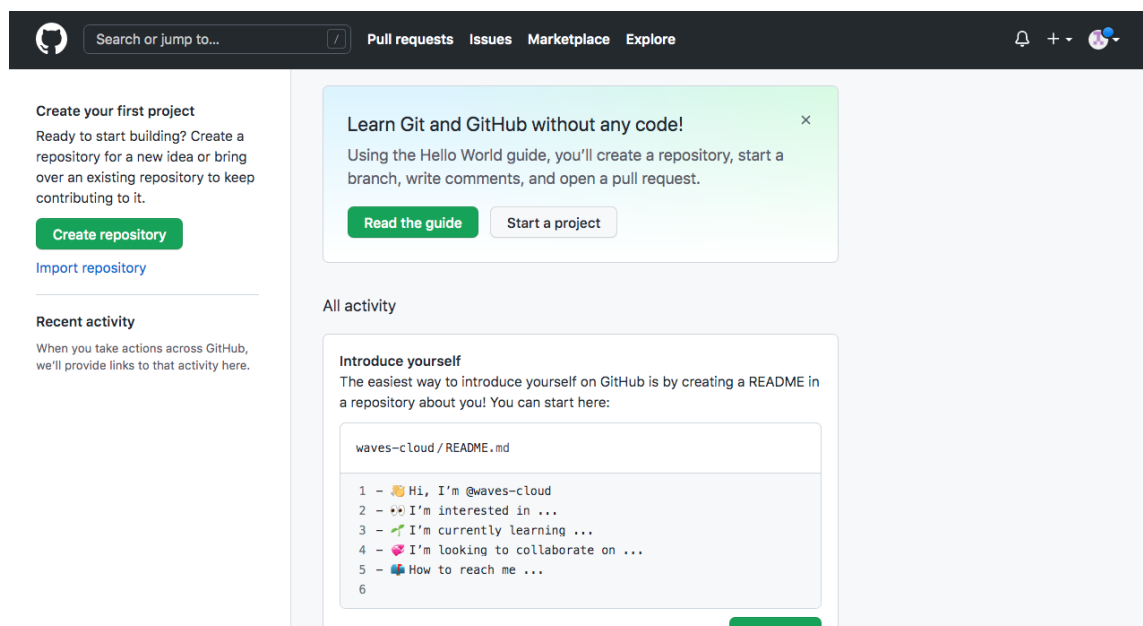 Search or jump to... /
Pull requests Issues Marketplace Explore
Create your first project
Ready to start building? Create a
repository for a new idea or bring
over an existing repository to keep
contributing to it.
Create repository
Import repository
Recent activity
When you take actions across GitHub,
we'll provide links to that activity here.
Learn Git and GitHub without any code!
Using the Hello World guide, you'll create a repository, start a
branch, write comments, and open a pull request.
Read the guide
Start a project
All activity
Introduce yourself
The easiest way to introduce yourself on GitHub is by creating a README in
a repository about you! You can start here:
waves-cloud/README.md
1 - 👋 Hi, I'm @waves-cloud
2 - 👀 I'm interested in ...
3 - 🌱 I'm currently learning ...
4 - 💞️ I'm looking to collaborate on ...
5 - 📫 How to reach me ...
6